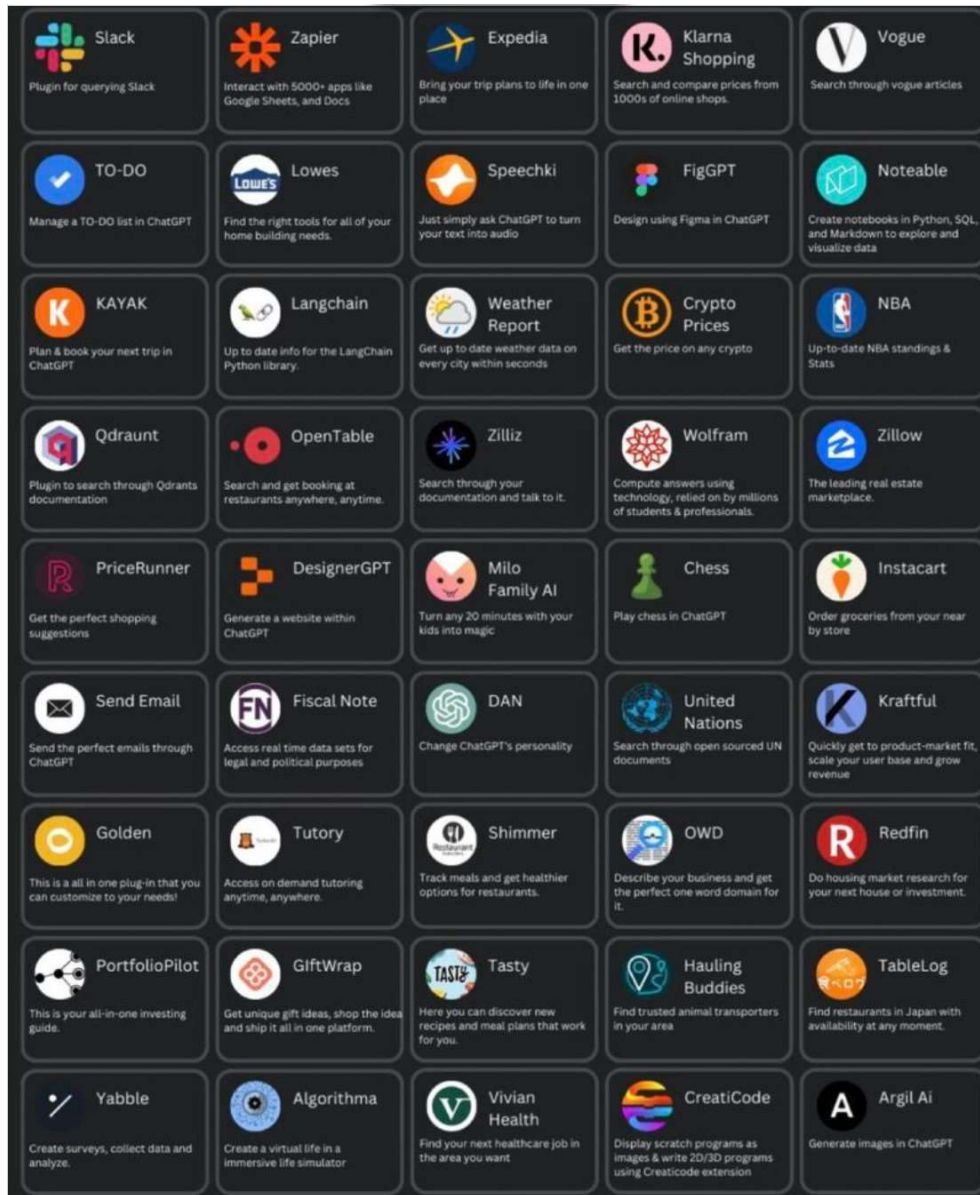 Slack
Plugin for querying Slack
Zapier
Interact with 5000+ apps like
Google Sheets, and Docs
Expedia
Bring your trip plans to life in one
place
K.
Klarna
Shopping
Search and compare prices from
1000s of online shops.
V
Vogue
Search through vogue articles
TO-DO
Manage a TO-DO list in ChatGPT
LOWE'S
Lowes
Find the right tools for all of your
home building needs.
Speechki
Just simply ask ChatGPT to turn
your text into audio
FigGPT
Design using Figma in ChatGPT
Noteable
Create notebooks in Python, SQL,
and Markdown to explore and
visualize data
K
KAYAK
Plan & book your next trip in
ChatGPT
Langchain
Up to date info for the LangChain
Python library.
Weather
Report
Get up to date weather data on
every city within seconds
Crypto
Prices
Get the price on any crypto
NBA
Up-to-date NBA standings &
Stats
Qdraunt
Plugin to search through Qdrants
documentation
OpenTable
Search and get booking at
restaurants anywhere, anytime.
Zilliz
Search through your
documentation and talk to it.
Wolfram
Compute answers using
technology, relied on by millions
of students & professionals.
Zillow
The leading real estate
marketplace.
PriceRunner
Get the perfect shopping
suggestions
DesignerGPT
Generate a website within
ChatGPT
Milo
Family AI
Turn any 20 minutes with your
kids into magic
Chess
Play chess in ChatGPT
Instacart
Order groceries from your near
by store
Send Email
Send the perfect emails through
ChatGPT
FN
Fiscal Note
Access real time data sets for
legal and political purposes
DAN
Change ChatGPT's personality
United
Nations
Search through open sourced UN
documents
K
Kraftful
Quickly get to product-market fit,
scale your user base and grow
revenue
Golden
This is a all in one plug-in that you
can customize to your needs!
Tutory
Access on demand tutoring
anytime, anywhere.
Restaurant
Shimmer
Track meals and get healthier
options for restaurants.
OWD
Describe your business and get
the perfect one word domain for
it.
R
Redfin
Do housing market research for
your next house or investment.
PortfolioPilot
This is your all-in-one investing
guide.
GIftWrap
Get unique gift ideas, shop the idea
and ship it all in one platform.
TASTY
Tasty
Here you can discover new
recipes and meal plans that work
for you.
Hauling
Buddies
Find trusted animal transporters
in your area
食べログ
TableLog
Find restaurants in Japan with
availability at any moment.
Yabble
Create surveys, collect data and
analyze.
Algorithma
Create a virtual life in a
immersive life simulator
V
Vivian
Health
Find your next healthcare job in
the area you want
CreatiCode
Display scratch programs as
images & write 2D/3D programs
using Creaticode extension
A
Argil Ai
Generate images in ChatGPT